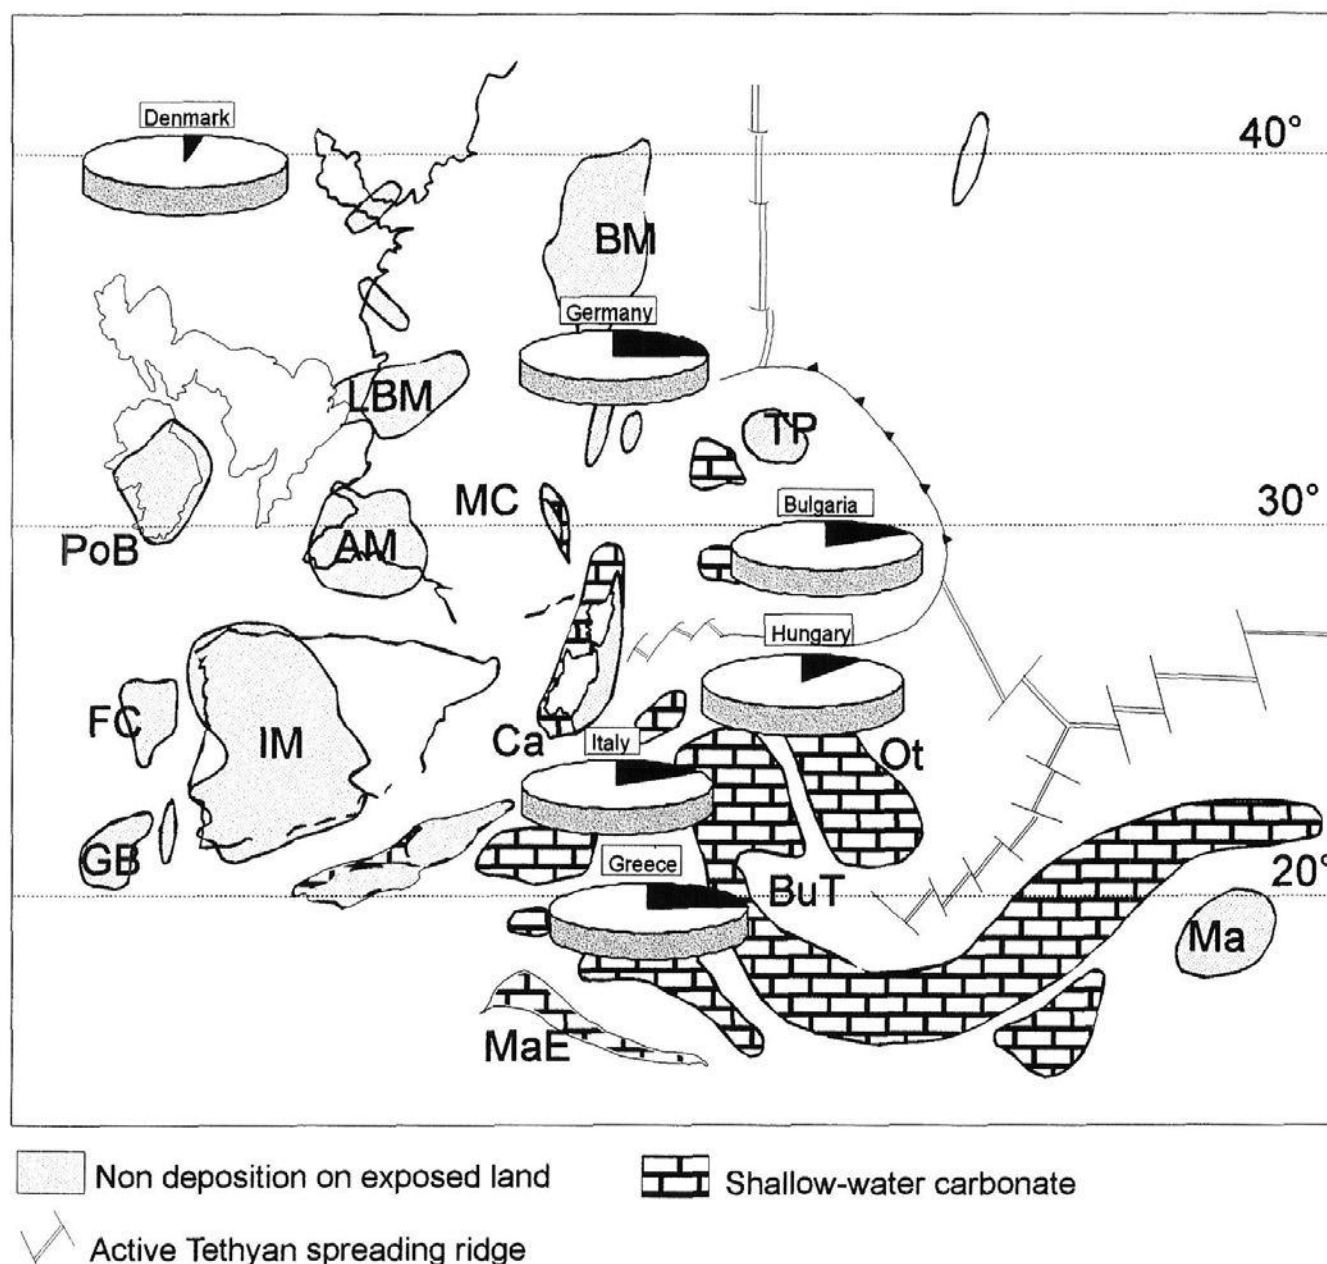 Denmark
40°
BM
Germany
LBM
TP
MC
30°
Bulgaria
PoB
AM
Hungary
FC
IM
Ca
Italy
Ot
GB
Greece
BuT
20°
Ma
MaE
Non deposition on exposed land
Shallow-water carbonate
Active Tethyan spreading ridge